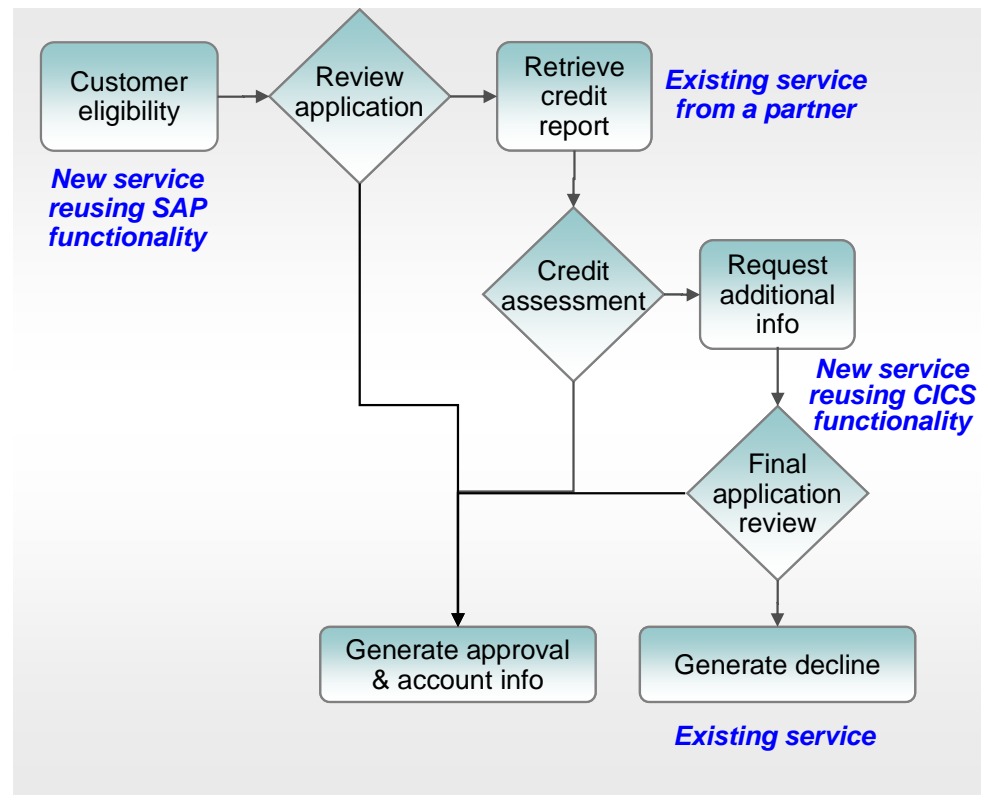 Customer
eligibility
Review
application
Retrieve
credit
report
Existing service
from a partner
New service
reusing SAP
functionality
Credit
assessment
Request
additional
info
New service
reusing CICS
functionality
Final
application
review
Generate approval
& account info
Generate decline
Existing service